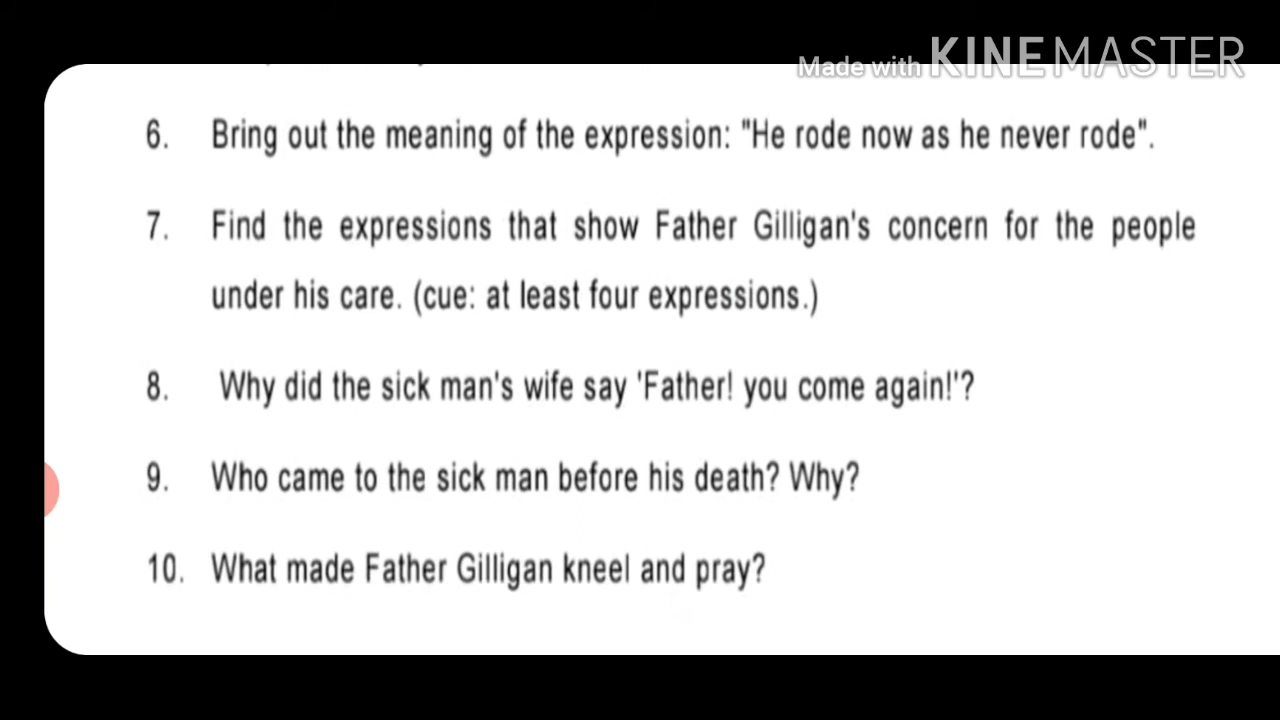 Made with KINEMASTER
6. Bring out the meaning of the expression: "He rode now as he never rode".
7. Find the expressions that show Father Gilligan's concern for the people
under his care. (cue: at least four expressions.)
8. Why did the sick man's wife say 'Father! you come again!'?
9. Who came to the sick man before his death? Why?
10. What made Father Gilligan kneel and pray?